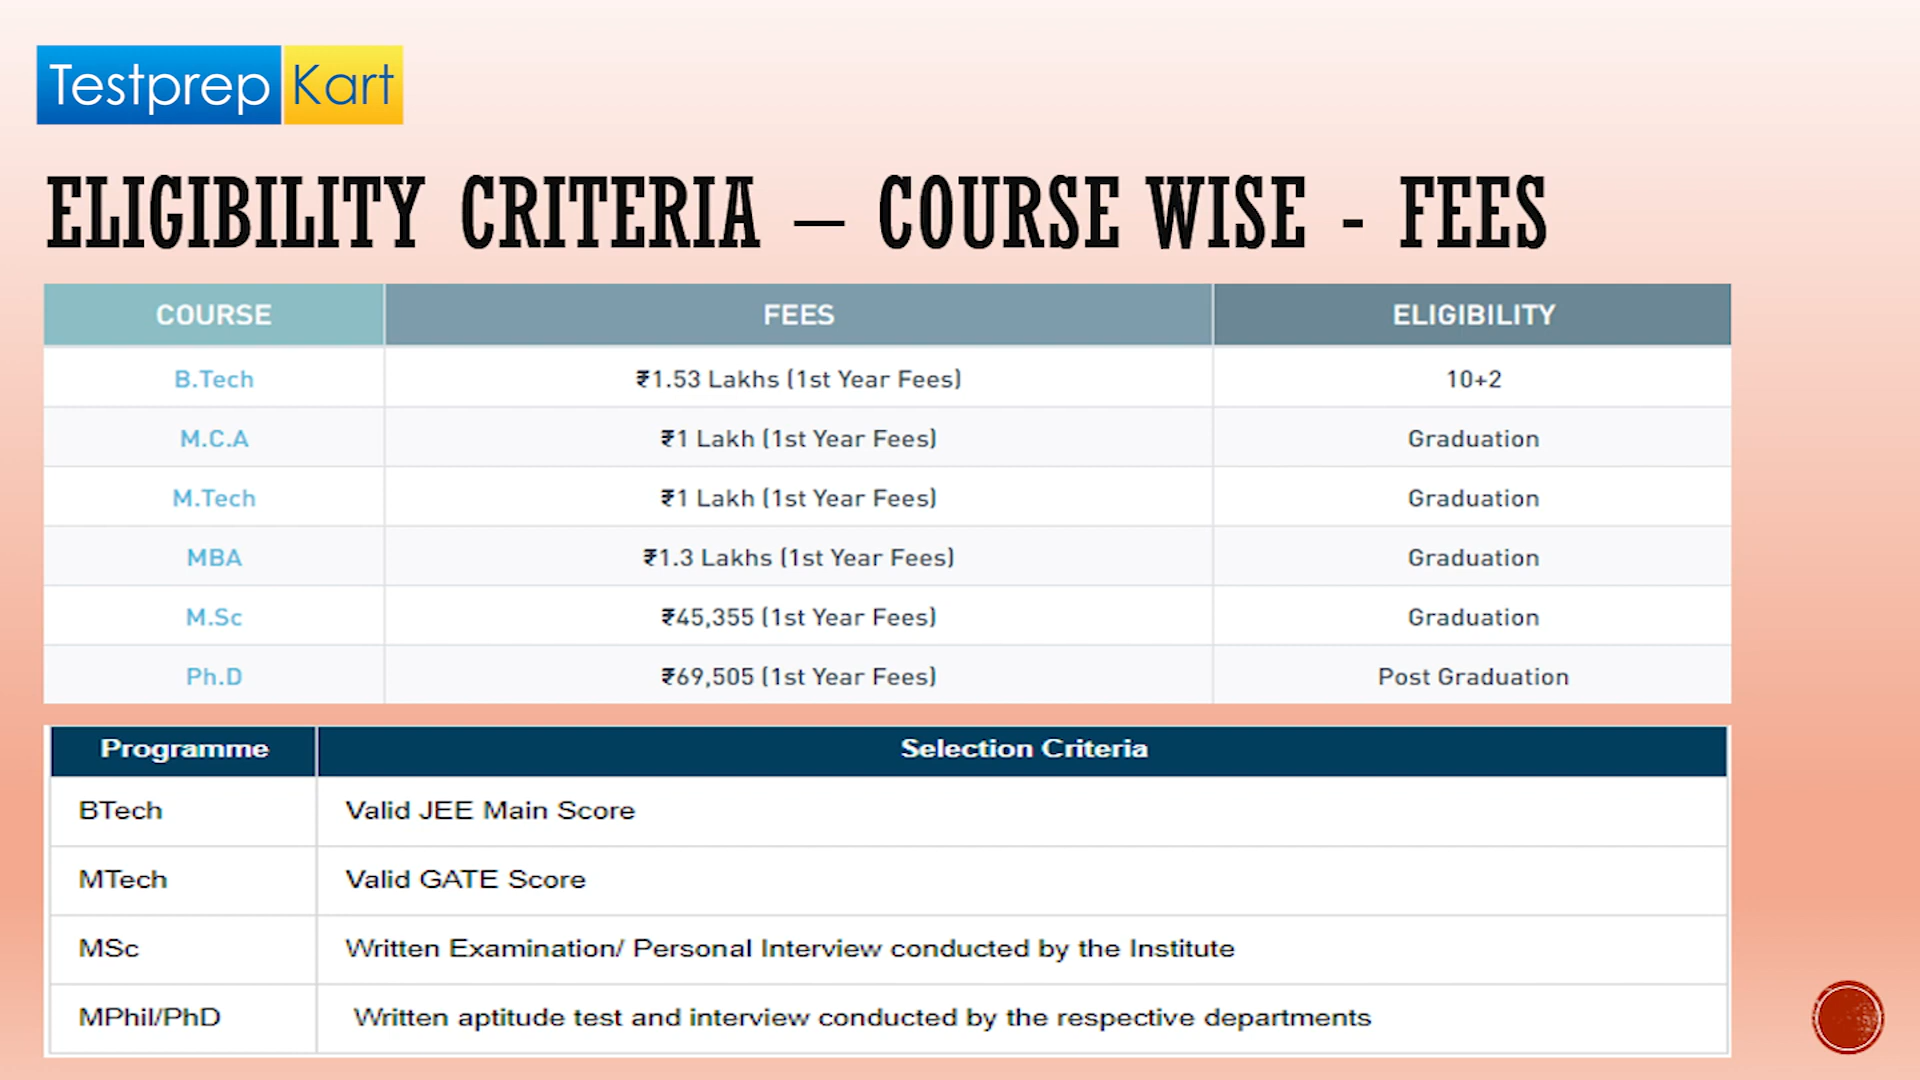 Testprep Kart
ELIGIBILITY CRITERIA – COURSE WISE - FEES
COURSE FEES ELIGIBILITY
B.Tech ₹1.53 Lakhs (1st Year Fees) 10+2
M.C.A ₹1 Lakh (1st Year Fees) Graduation
M.Tech ₹1 Lakh (1st Year Fees) Graduation
MBA ₹1.3 Lakhs (1st Year Fees) Graduation
M.Sc ₹45,355 (1st Year Fees) Graduation
Ph.D ₹69,505 (1st Year Fees) Post Graduation
Programme Selection Criteria
BTech Valid JEE Main Score
MTech Valid GATE Score
MSc Written Examination/ Personal Interview conducted by the Institute
MPhil/PhD Written aptitude test and interview conducted by the respective departments